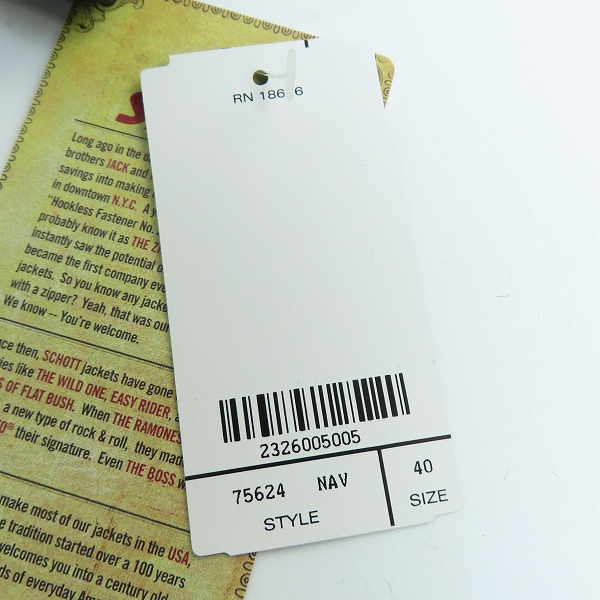 RN 186 6
2326005005
75624 NAV
STYLE
40
SIZE
Long ago in the
brothers JACK and
savings into making
in downtown N.Y.C. A
"Hookless Fastener No.
probably know it as THE
instantly saw the potential o
became the first company eve
jackets. So you know any jacke
with a zipper? Yeah, that was our
We know -- You're welcome.
then, SCHOTT jackets have gone
like THE WILD ONE, EASY RIDER,
OF FLAT BUSH. When THE RAMONES
a new type of rock & roll, they made
their signature. Even THE BOSS
make most of our jackets in the USA,
tradition started over a 100 years
welcomes you into a century old
of everyday